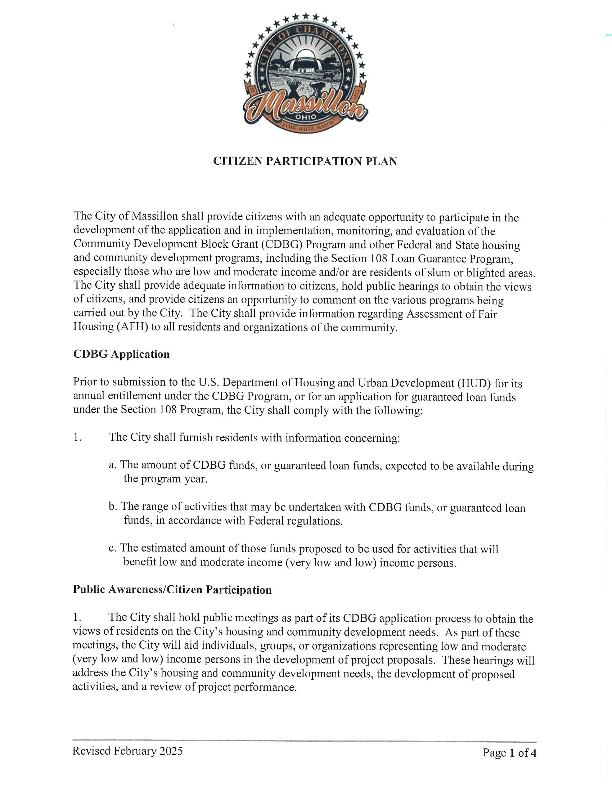 CITY OF CHAMPIONS
Massillon
OHIO
CITIZEN PARTICIPATION PLAN
The City of Massillon shall provide citizens with an adequate opportunity to participate in the
development of the application and in implementation, monitoring, and evaluation of the
Community Development Block Grant (CDBG) Program and other Federal and State housing
and community development programs, including the Section 108 Loan Guarantee Program,
especially those who are low and moderate income and/or are residents of slum or blighted areas.
The City shall provide adequate information to citizens, hold public hearings to obtain the views
of citizens, and provide citizens an opportunity to comment on the various programs being
carried out by the City.  The City shall provide information regarding Assessment of Fair
Housing (AFH) to all residents and organizations of the community.
CDBG Application
Prior to submission to the U.S. Department of Housing and Urban Development (HUD) for its
annual entitlement under the CDBG Program, or for an application for guaranteed loan funds
under the Section 108 Program, the City shall comply with the following:
1. The City shall furnish residents with information concerning:
a. The amount of CDBG funds, or guaranteed loan funds, expected to be available during
the program year.
b. The range of activities that may be undertaken with CDBG funds, or guaranteed loan
funds, in accordance with Federal regulations.
c. The estimated amount of those funds proposed to be used for activities that will
benefit low and moderate income (very low and low) income persons.
Public Awareness/Citizen Participation
1. The City shall hold public meetings as part of its CDBG application process to obtain the
views of residents on the City's housing and community development needs.  As part of these
meetings, the City will aid individuals, groups, or organizations representing low and moderate
(very low and low) income persons in the development of project proposals.  These hearings will
address the City's housing and community development needs, the development of proposed
activities, and a review of project performance.
Revised February 2025 Page 1 of 4